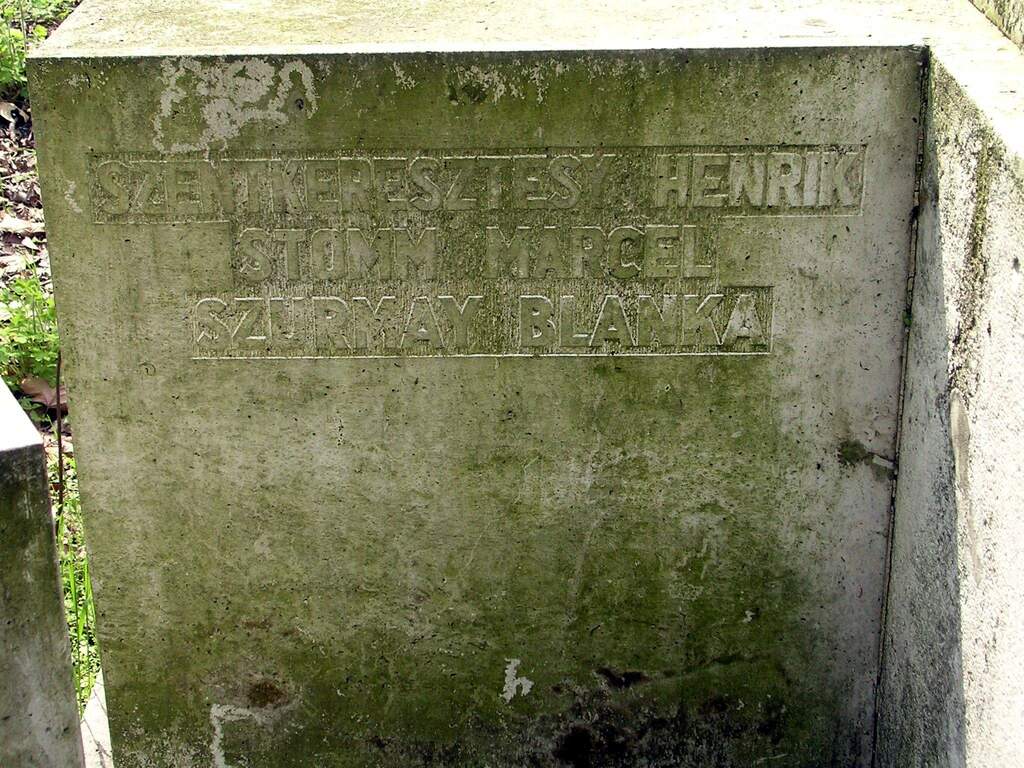 SZENTKERESZTESY HENRIK
STOMM MARCEL
SZURMAY BLANKA